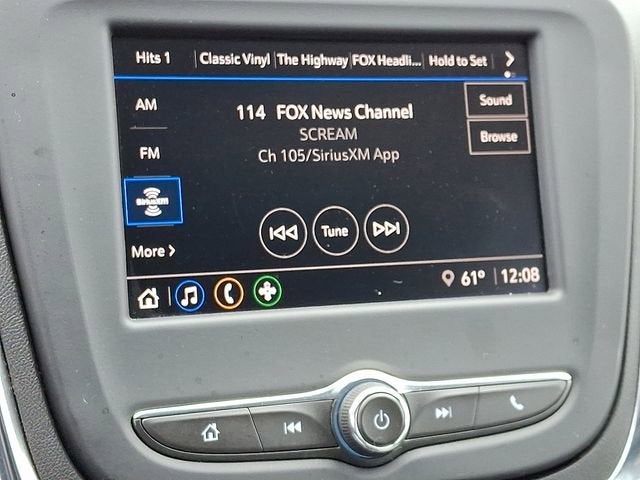 Hits 1 Classic Vinyl The Highway FOX Headli... Hold to Set
AM
Sound
114 FOX News Channel
SCREAM
Browse
FM
Ch 105/SiriusXM App
SiriusXM
Tune
More
61° 12:08